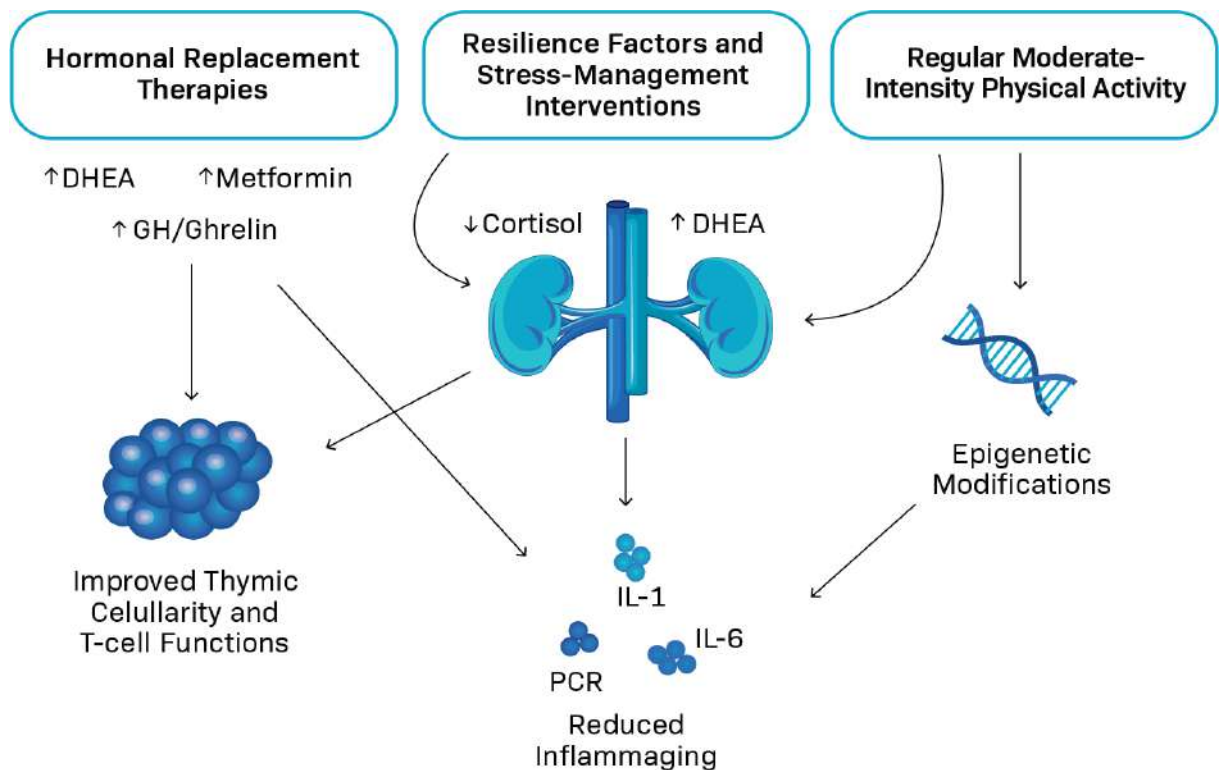 Hormonal Replacement
Therapies
Resilience Factors and
Stress-Management
Interventions
Regular Moderate-
Intensity Physical Activity
↑DHEA
↑Metformin
↑GH/Ghrelin
↓Cortisol
↑DHEA
Epigenetic
Modifications
Improved Thymic
Celullarity and
T-cell Functions
IL-1
IL-6
PCR
Reduced
Inflammaging